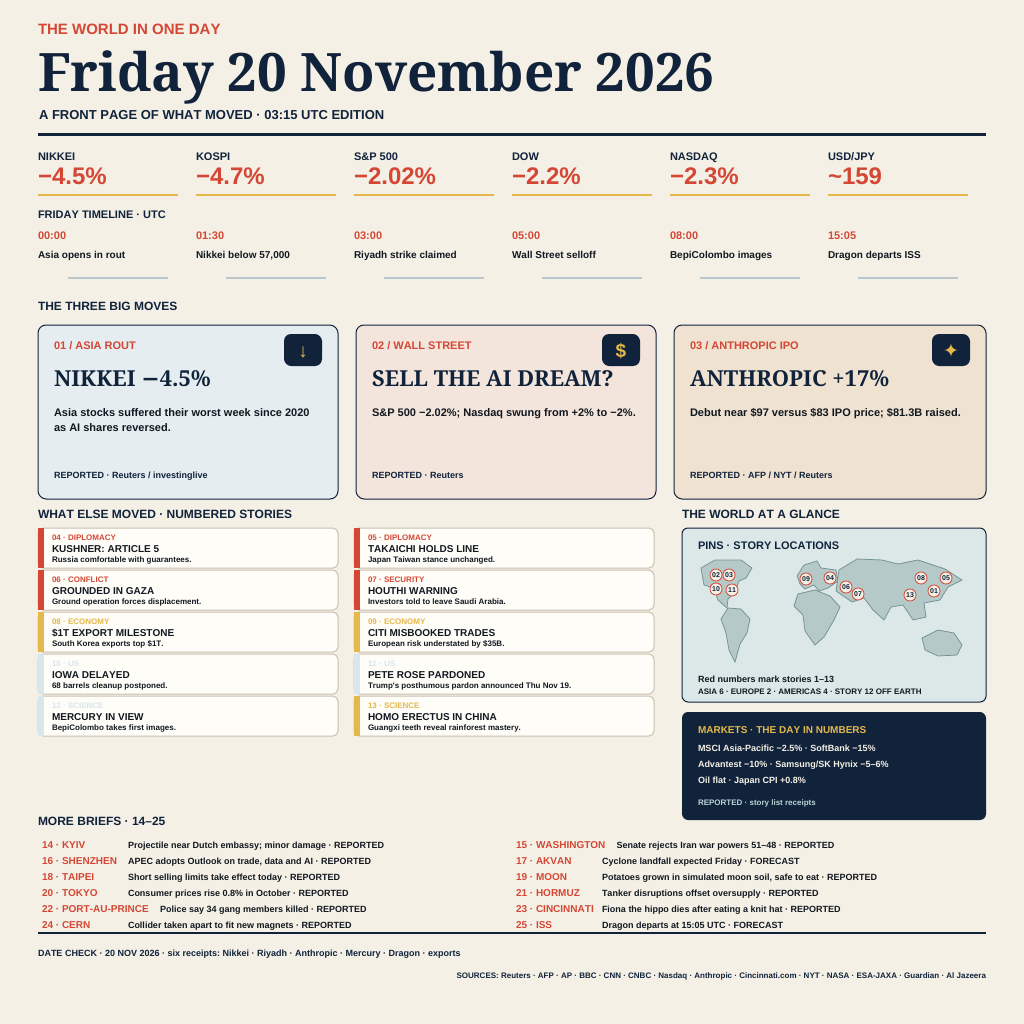 THE WORLD IN ONE DAY
Friday 20 November 2026
A FRONT PAGE OF WHAT MOVED · 03:15 UTC EDITION
NIKKEI
−4.5%
KOSPI
−4.7%
S&P 500
−2.02%
DOW
−2.2%
NASDAQ
−2.3%
USD/JPY
~159
FRIDAY TIMELINE · UTC
00:00
Asia opens in rout
01:30
Nikkei below 57,000
03:00
Riyadh strike claimed
05:00
Wall Street selloff
08:00
BepiColombo images
15:05
Dragon departs ISS
THE THREE BIG MOVES
01 / ASIA ROUT
↓
NIKKEI −4.5%
Asia stocks suffered their worst week since 2020
as AI shares reversed.
REPORTED · Reuters / investinglive
02 / WALL STREET
$
SELL THE AI DREAM?
S&P 500 −2.02%; Nasdaq swung from +2% to −2%.
REPORTED · Reuters
03 / ANTHROPIC IPO
✦
ANTHROPIC +17%
Debut near $97 versus $83 IPO price; $81.3B raised.
REPORTED · AFP / NYT / Reuters
WHAT ELSE MOVED · NUMBERED STORIES
04 · DIPLOMACY
KUSHNER: ARTICLE 5
Russia comfortable with guarantees.
05 · DIPLOMACY
TAKAICHI HOLDS LINE
Japan Taiwan stance unchanged.
06 · CONFLICT
GROUNDED IN GAZA
Ground operation forces displacement.
07 · SECURITY
HOUTHI WARNING
Investors told to leave Saudi Arabia.
08 · ECONOMY
$1T EXPORT MILESTONE
South Korea exports top $1T.
09 · ECONOMY
CITI MISBOOKED TRADES
European risk understated by $35B.
10 · US
IOWA DELAYED
68 barrels cleanup postponed.
11 · US
PETE ROSE PARDONED
Trump's posthumous pardon announced Thu Nov 19.
12 · SCIENCE
MERCURY IN VIEW
BepiColombo takes first images.
13 · SCIENCE
HOMO ERECTUS IN CHINA
Guangxi teeth reveal rainforest mastery.
THE WORLD AT A GLANCE
PINS · STORY LOCATIONS
02 03
10 11
09 04
06 07
08 05
13 01
Red numbers mark stories 1–13
ASIA 6 · EUROPE 2 · AMERICAS 4 · STORY 12 OFF EARTH
MARKETS · THE DAY IN NUMBERS
MSCI Asia-Pacific −2.5% · SoftBank −15%
Advantest −10% · Samsung/SK Hynix −5–6%
Oil flat · Japan CPI +0.8%
REPORTED · story list receipts
MORE BRIEFS · 14–25
14 · KYIV Projectile near Dutch embassy; minor damage · REPORTED
15 · WASHINGTON Senate rejects Iran war powers 51–48 · REPORTED
16 · SHENZHEN APEC adopts Outlook on trade, data and AI · REPORTED
17 · AKVAN Cyclone landfall expected Friday · FORECAST
18 · TAIPEI Short selling limits take effect today · REPORTED
19 · MOON Potatoes grown in simulated moon soil, safe to eat · REPORTED
20 · TOKYO Consumer prices rise 0.8% in October · REPORTED
21 · HORMUZ Tanker disruptions offset oversupply · REPORTED
22 · PORT-AU-PRINCE Police say 34 gang members killed · REPORTED
23 · CINCINNATI Fiona the hippo dies after eating a knit hat · REPORTED
24 · CERN Collider taken apart to fit new magnets · REPORTED
25 · ISS Dragon departs at 15:05 UTC · FORECAST
DATE CHECK · 20 NOV 2026 · six receipts: Nikkei · Riyadh · Anthropic · Mercury · Dragon · exports
SOURCES: Reuters · AFP · AP · BBC · CNN · CNBC · Nasdaq · Anthropic · Cincinnati.com · NYT · NASA · ESA-JAXA · Guardian · Al Jazeera